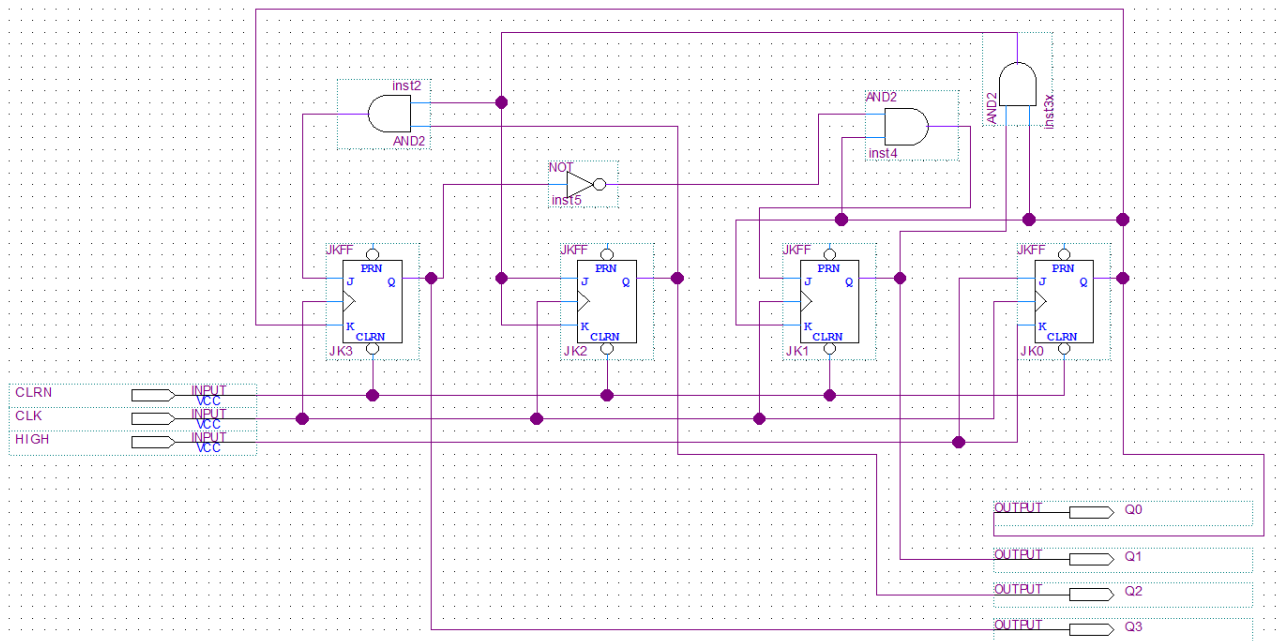 inst2
AND2
AND2
inst4
AND2
inst3x
NOT
inst5
JKFF
PRN
J
Q
K
CLRN
JK3
JKFF
PRN
J
Q
K
CLRN
JK2
JKFF
PRN
J
Q
K
CLRN
JK1
JKFF
PRN
J
Q
K
CLRN
JK0
CLRN
INPUT
VCC
CLK
INPUT
VCC
HIGH
INPUT
VCC
OUTPUT
Q0
OUTPUT
Q1
OUTPUT
Q2
OUTPUT
Q3